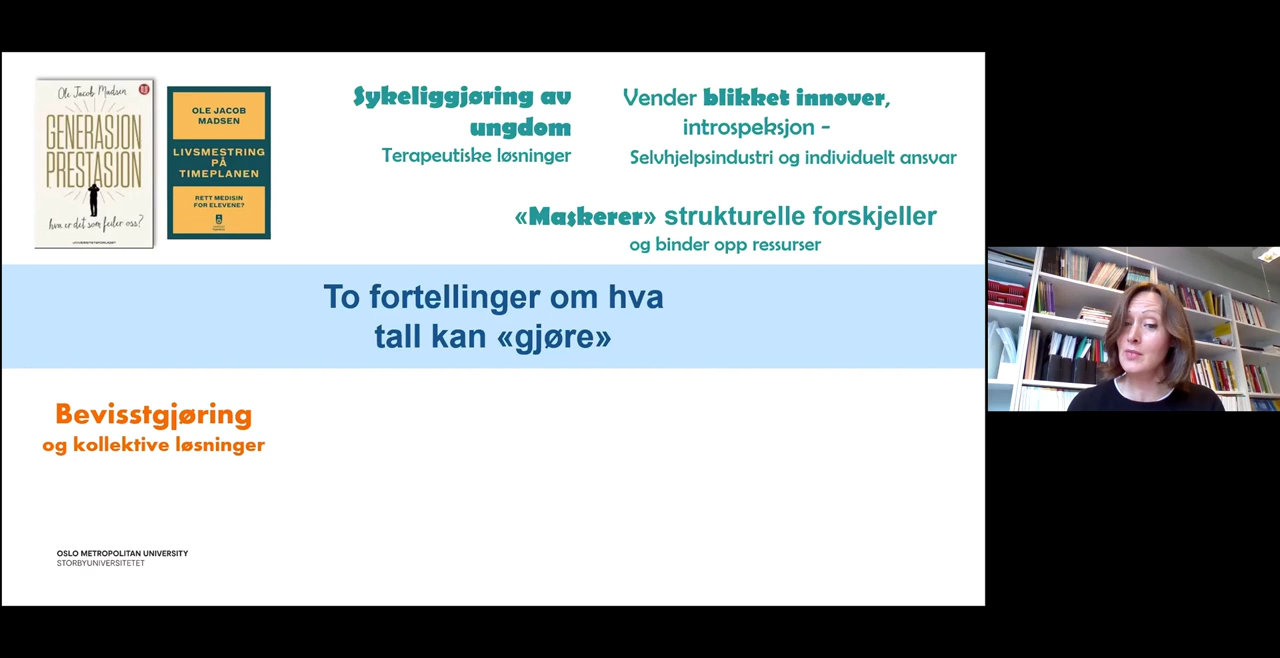 Ole Jacob Madsen
GENERASJON
PRESTASJON
hva er det som feiler oss?
UNIVERSITETSFORLAGET
OLE JACOB
MADSEN
LIVSMESTRING
PÅ
TIMEPLANEN
RETT MEDISIN
FOR ELEVENE?
Sykeliggjøring av
ungdom
Terapeutiske løsninger
Vender blikket innover,
introspeksjon -
Selvhjelpsindustri og individuelt ansvar
«Maskerer» strukturelle forskjeller
og binder opp ressurser
To fortellinger om hva
tall kan «gjøre»
Bevisstgjøring
og kollektive løsninger
OSLO METROPOLITAN UNIVERSITY
STORBYUNIVERSITETET